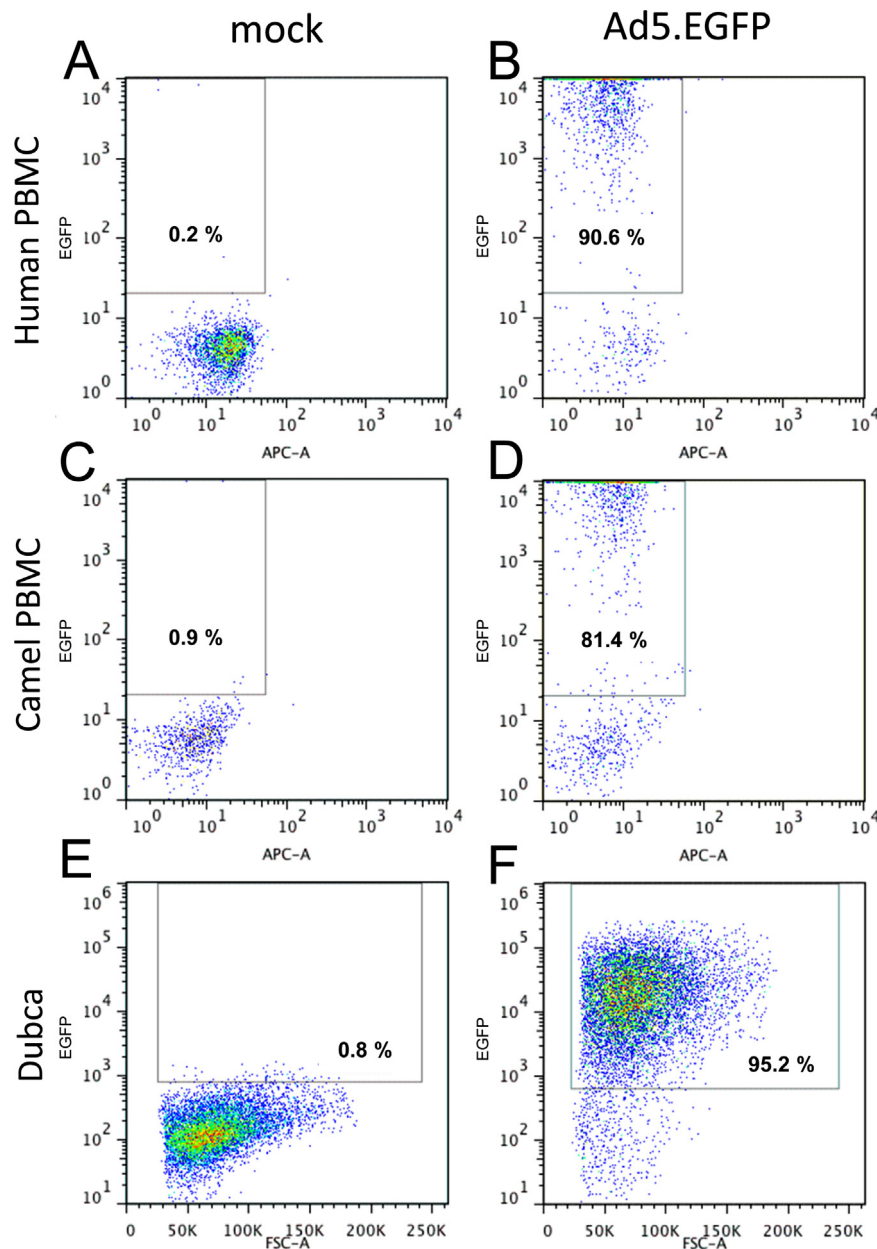 mock Ad5.EGFP
A B
Human PBMC
EGFP
10^4
10^3
10^2
10^1
10^0
0.2 %
10^0 10^1 10^2 10^3 10^4
APC-A
EGFP
10^4
10^3
10^2
10^1
10^0
90.6 %
10^0 10^1 10^2 10^3 10^4
APC-A
C D
Camel PBMC
EGFP
10^4
10^3
10^2
10^1
10^0
0.9 %
10^0 10^1 10^2 10^3 10^4
APC-A
EGFP
10^4
10^3
10^2
10^1
10^0
81.4 %
10^0 10^1 10^2 10^3 10^4
APC-A
E F
Dubca
EGFP
10^6
10^5
10^4
10^3
10^2
10^1
0.8 %
0 50K 100K 150K 200K 250K
FSC-A
EGFP
10^6
10^5
10^4
10^3
10^2
10^1
95.2 %
0 50K 100K 150K 200K 250K
FSC-A